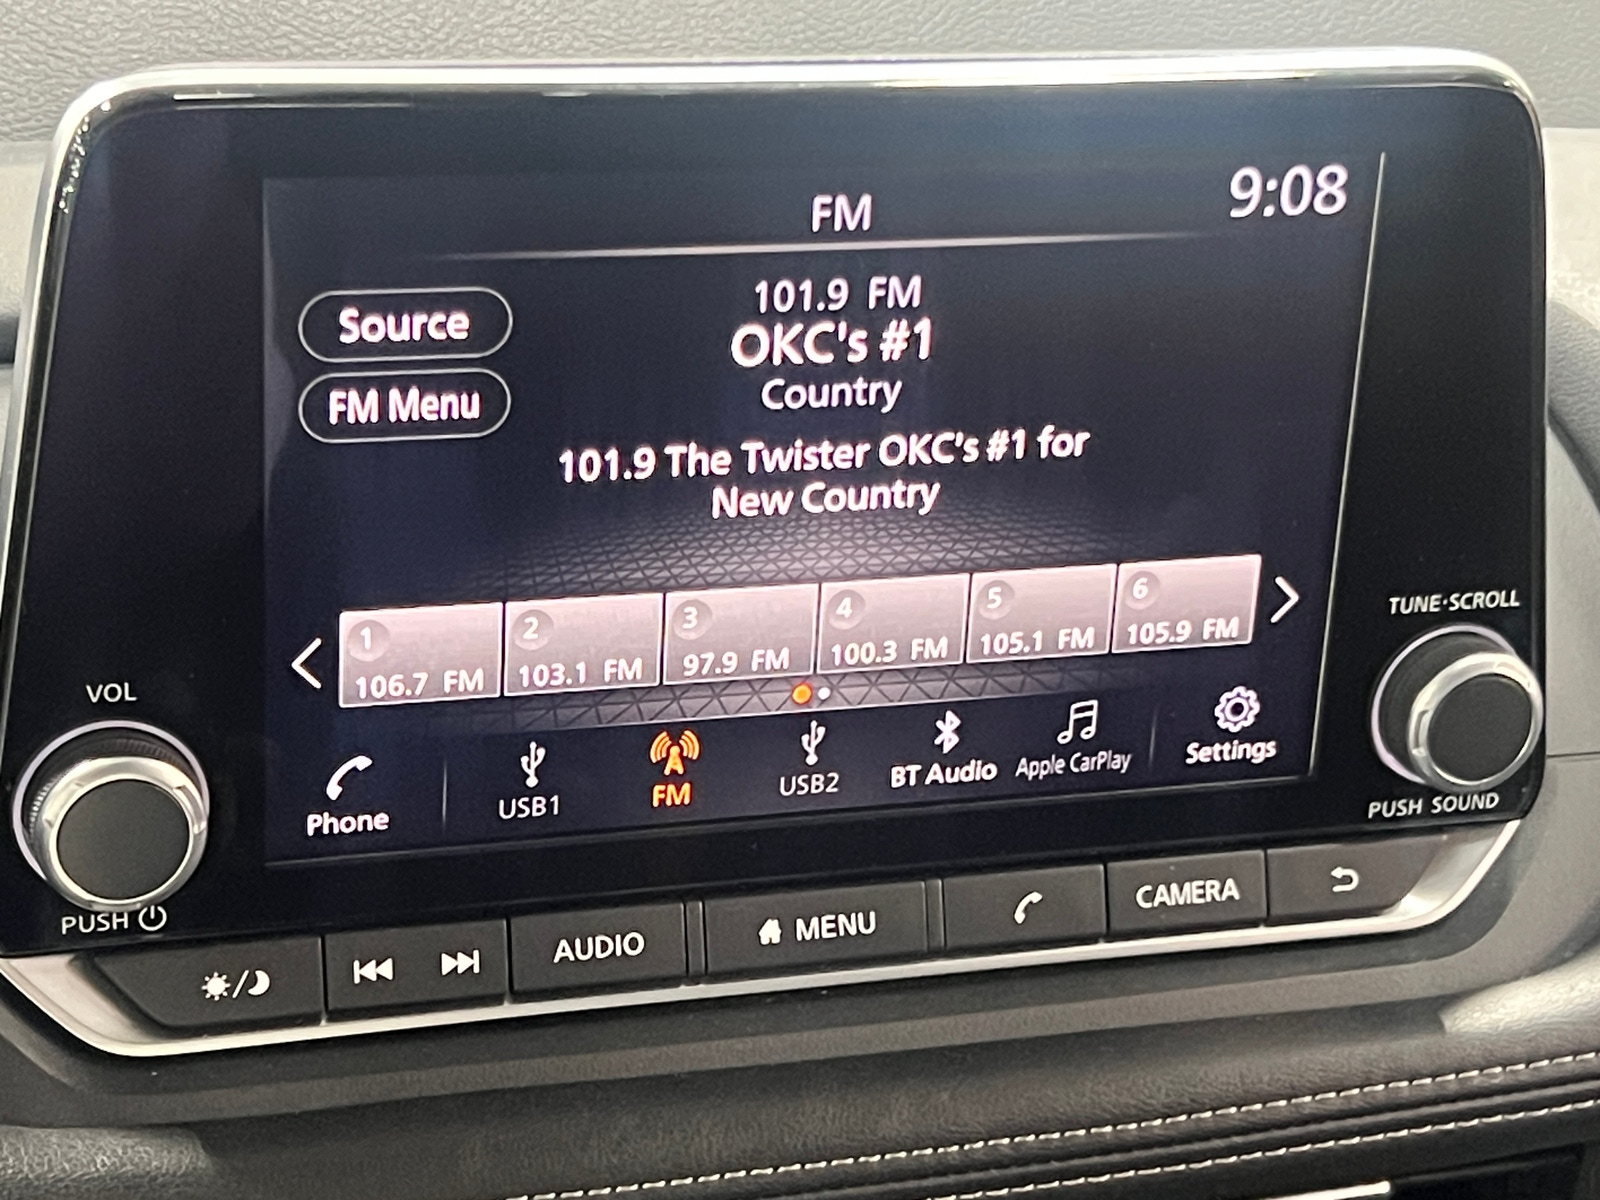 FM
9:08
Source
FM Menu
101.9 FM
OKC's #1
Country
101.9 The Twister OKC's #1 for
New Country
1
106.7 FM
2
103.1 FM
3
97.9 FM
4
100.3 FM
5
105.1 FM
6
105.9 FM
Phone
USB1
FM
USB2
BT Audio
Apple CarPlay
Settings
VOL
PUSH
TUNE·SCROLL
PUSH SOUND
AUDIO
MENU
CAMERA